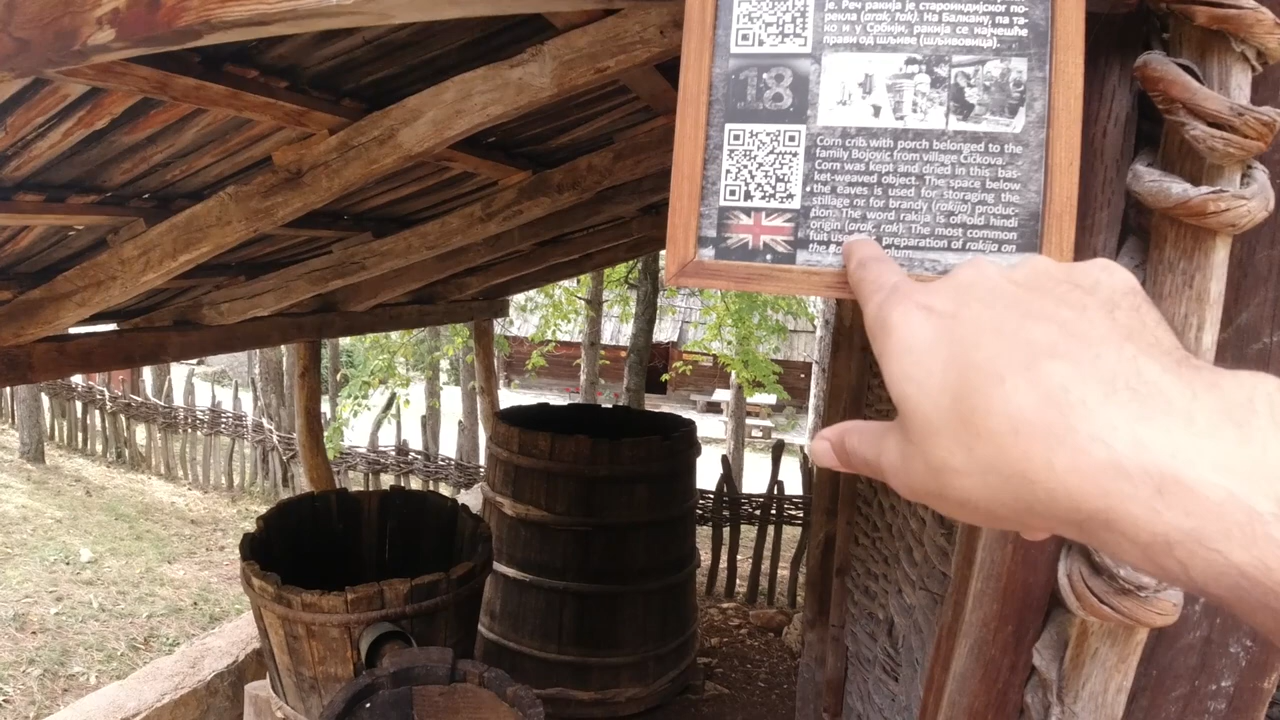 је. Реч ракија је староиндијског по-
рекла (arak, rak). На Балкану, па та-
ко и у Србији, ракија се најчешће
прави од шљиве (шљивовица).
18
Corn crib with porch belonged to the
family Bojovic from village Čičkova.
Corn was kept and dried in this bas-
ket-weaved object. The space below
the eaves is used for storaging the
stillage or for brandy (rakija) produc-
tion. The word rakija is of old hindi
origin (arak, rak). The most common
fuit preparation of rakija on
the plum.